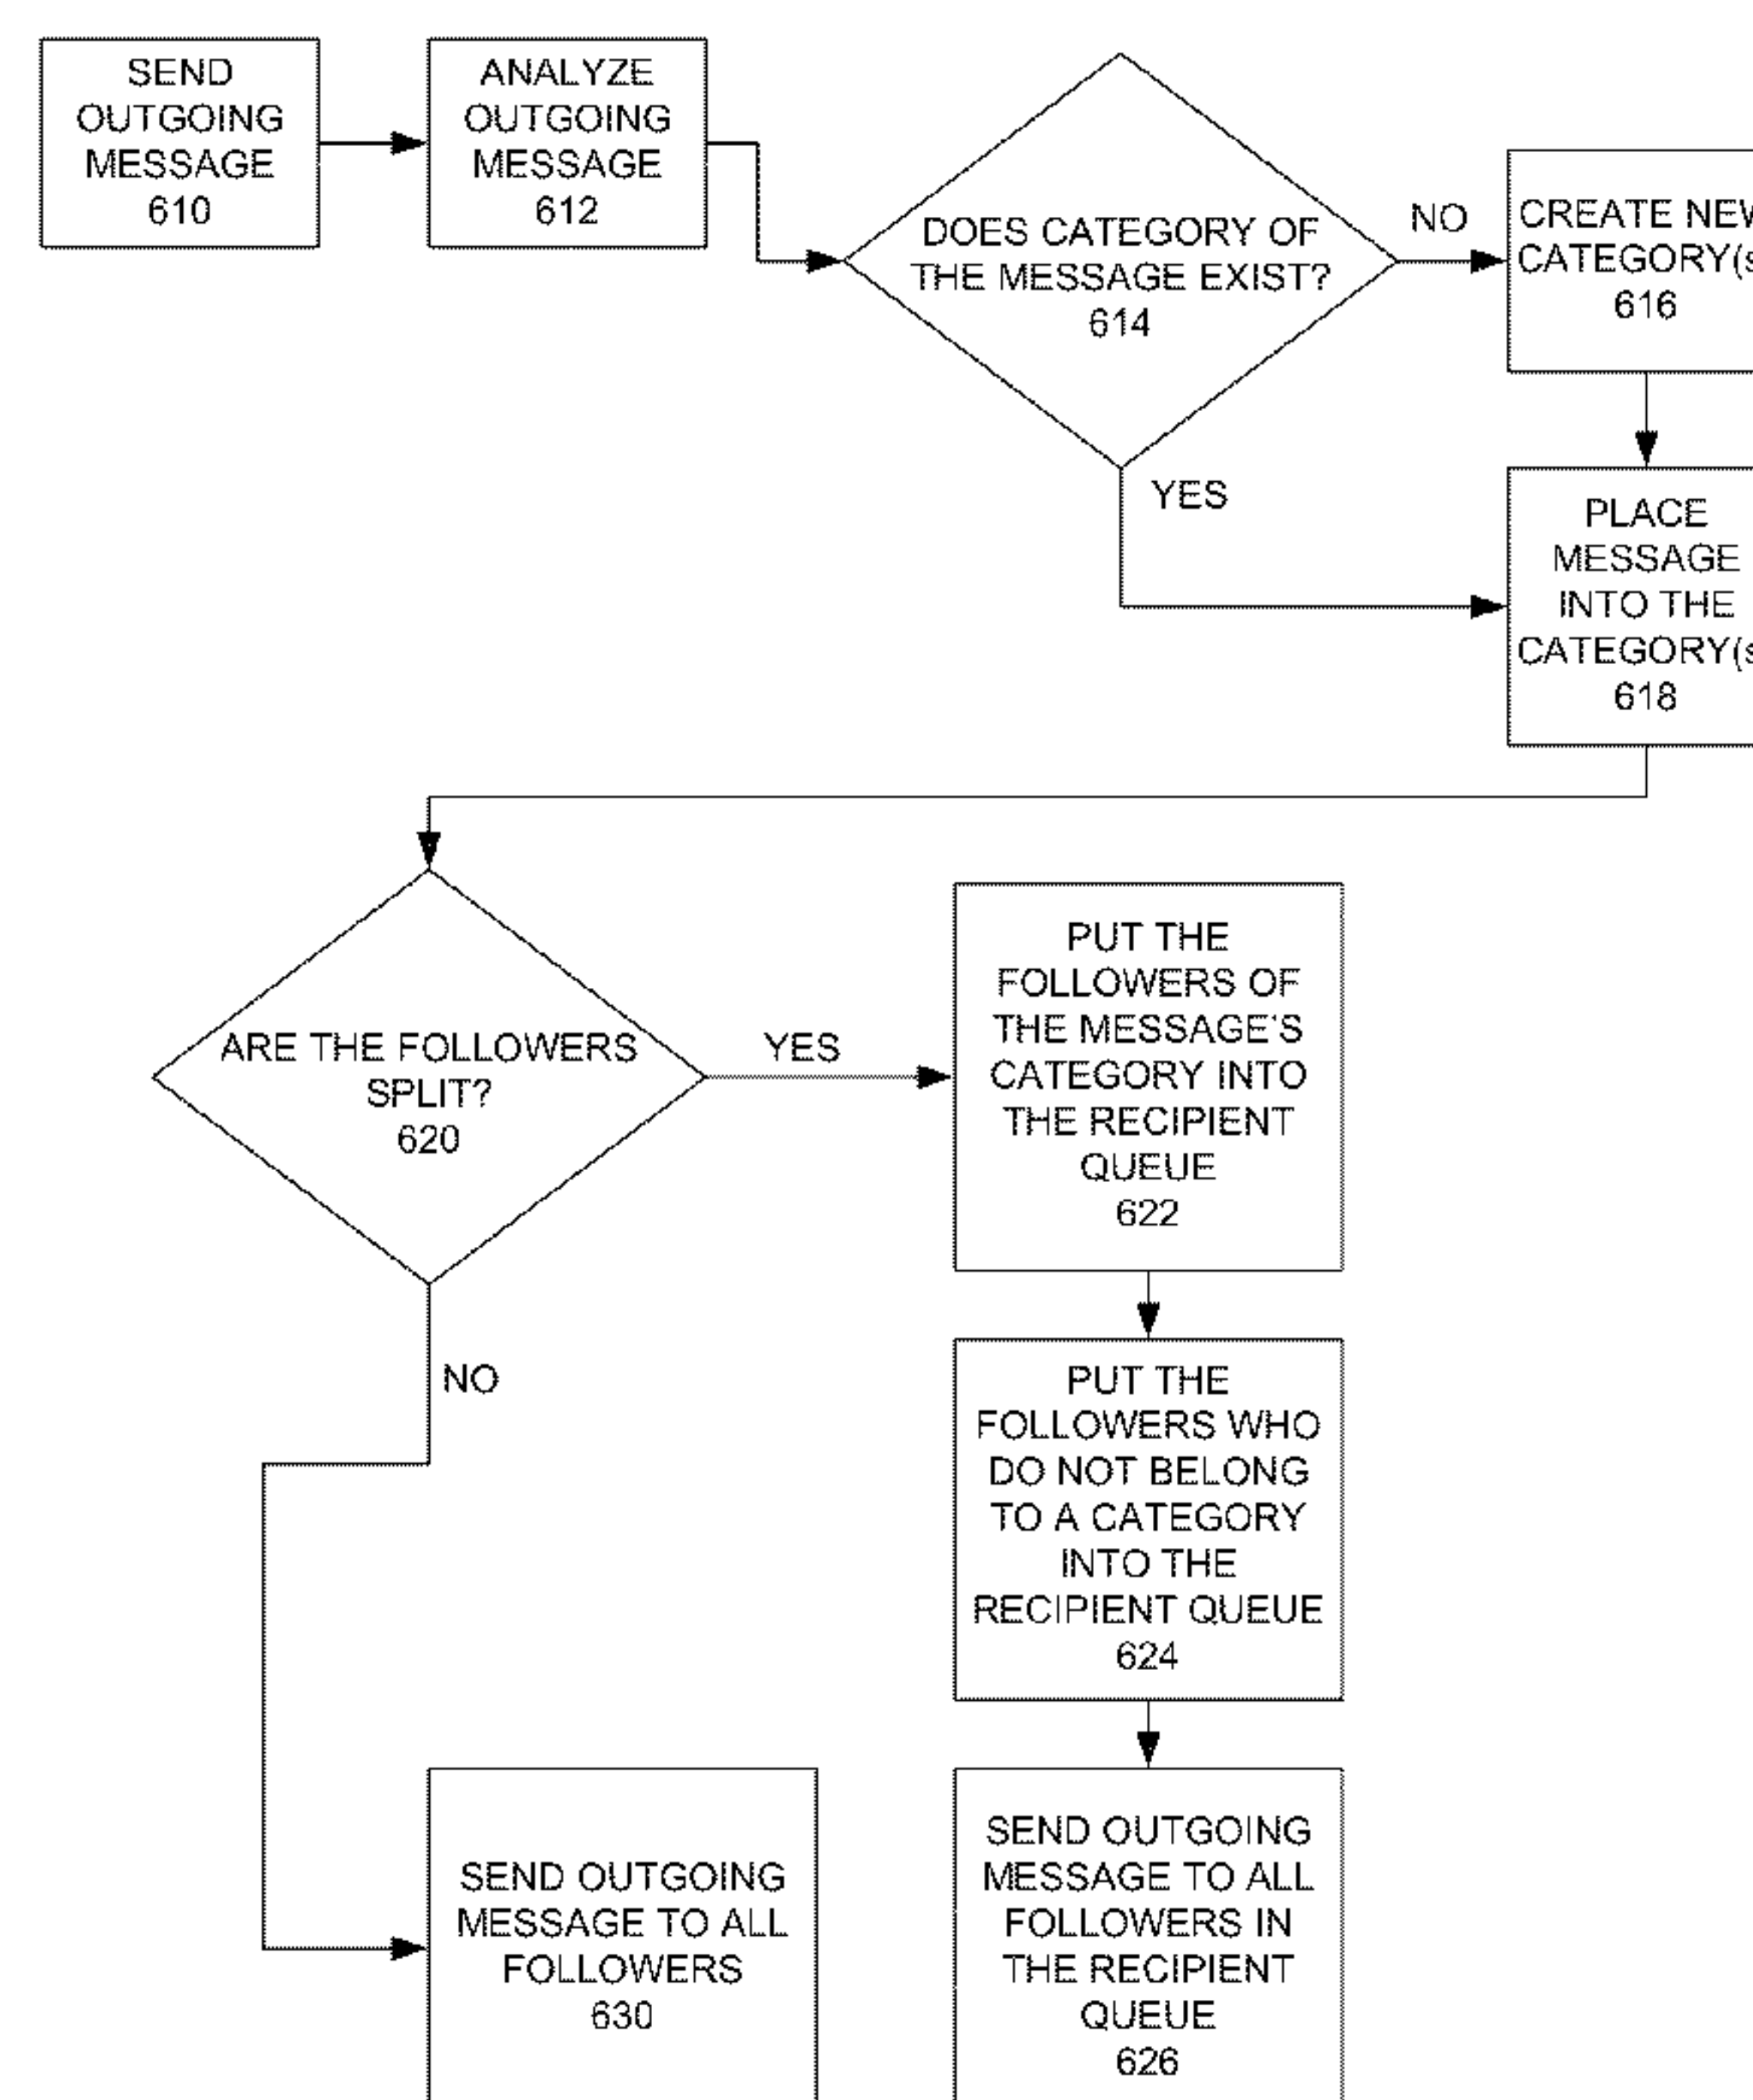 SEND
OUTGOING
MESSAGE
610
ANALYZE
OUTGOING
MESSAGE
612
DOES CATEGORY OF
THE MESSAGE EXIST?
614
NO
CREATE NEW
CATEGORY(s
616
YES
PLACE
MESSAGE
INTO THE
CATEGORY(s
618
ARE THE FOLLOWERS
SPLIT?
620
YES
PUT THE
FOLLOWERS OF
THE MESSAGE'S
CATEGORY INTO
THE RECIPIENT
QUEUE
622
NO
PUT THE
FOLLOWERS WHO
DO NOT BELONG
TO A CATEGORY
INTO THE
RECIPIENT QUEUE
624
SEND OUTGOING
MESSAGE TO ALL
FOLLOWERS
630
SEND OUTGOING
MESSAGE TO ALL
FOLLOWERS IN
THE RECIPIENT
QUEUE
626